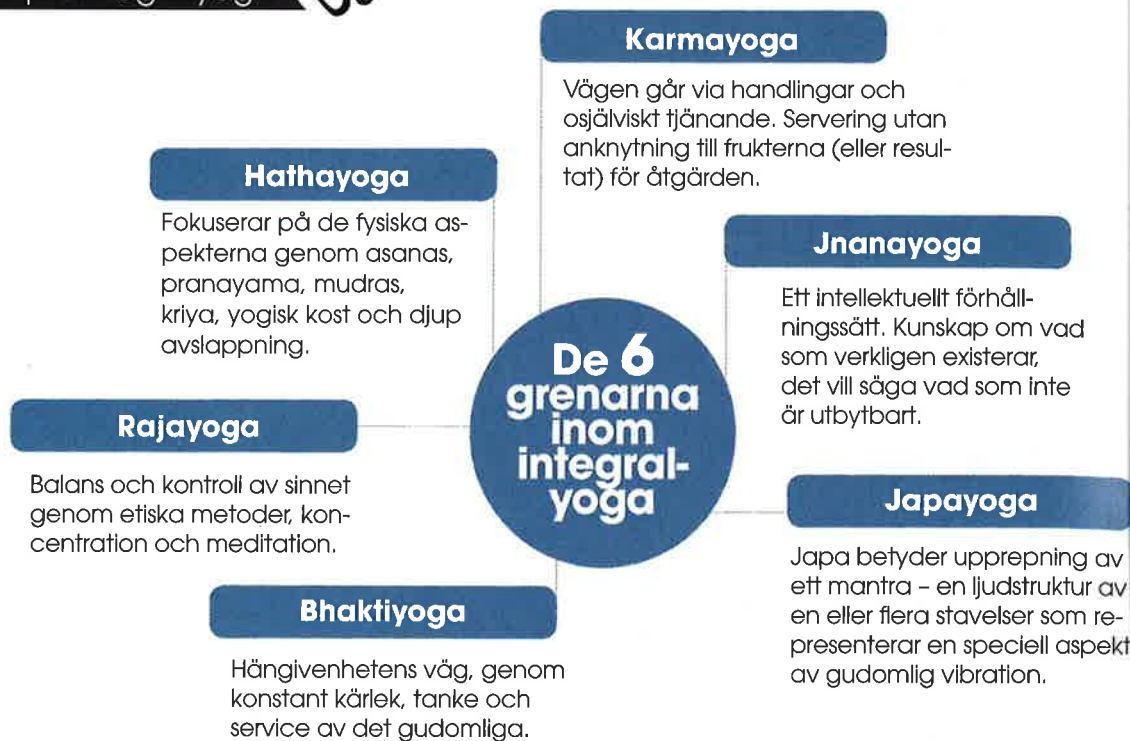 Karmayoga
Vägen går via handlingar och
osjälviskt tjänande. Servering utan
anknytning till frukterna (eller resul-
tat) för åtgärden.
Hathayoga
Fokuserar på de fysiska as-
pekterna genom asanas,
pranayama, mudras,
kriya, yogisk kost och djup
avslappning.
Jnanayoga
Ett intellektuellt förhåll-
ningssätt. Kunskap om vad
som verkligen existerar,
det vill säga vad som inte
är utbytbart.
De 6
grenarna
inom
integral-
yoga
Rajayoga
Balans och kontroll av sinnet
genom etiska metoder, kon-
centration och meditation.
Japayoga
Japa betyder upprepning av
ett mantra – en ljudstruktur av
en eller flera stavelser som re-
presenterar en speciell aspekt
av gudomlig vibration.
Bhaktiyoga
Hängivenhetens väg, genom
konstant kärlek, tanke och
service av det gudomliga.